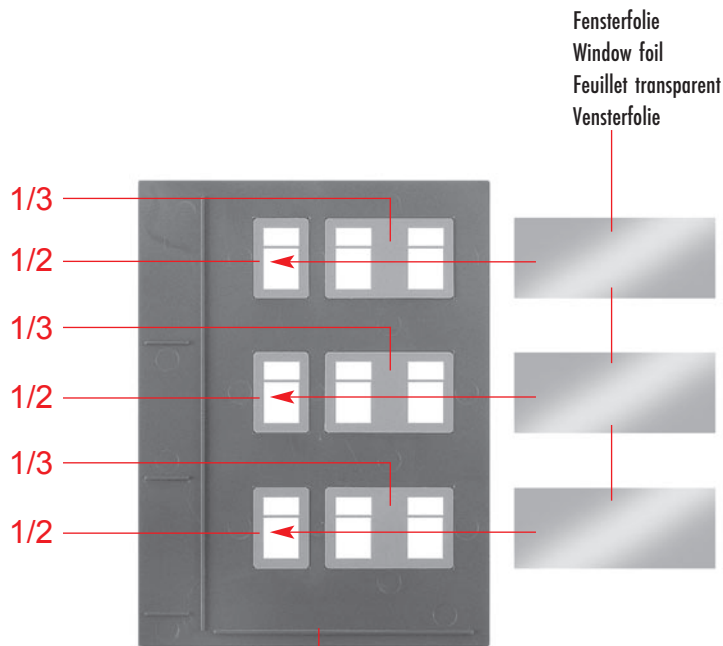 Fensterfolie
Window foil
Feuillet transparent
Vensterfolie
1/3
1/2
1/3
1/2
1/3
1/2